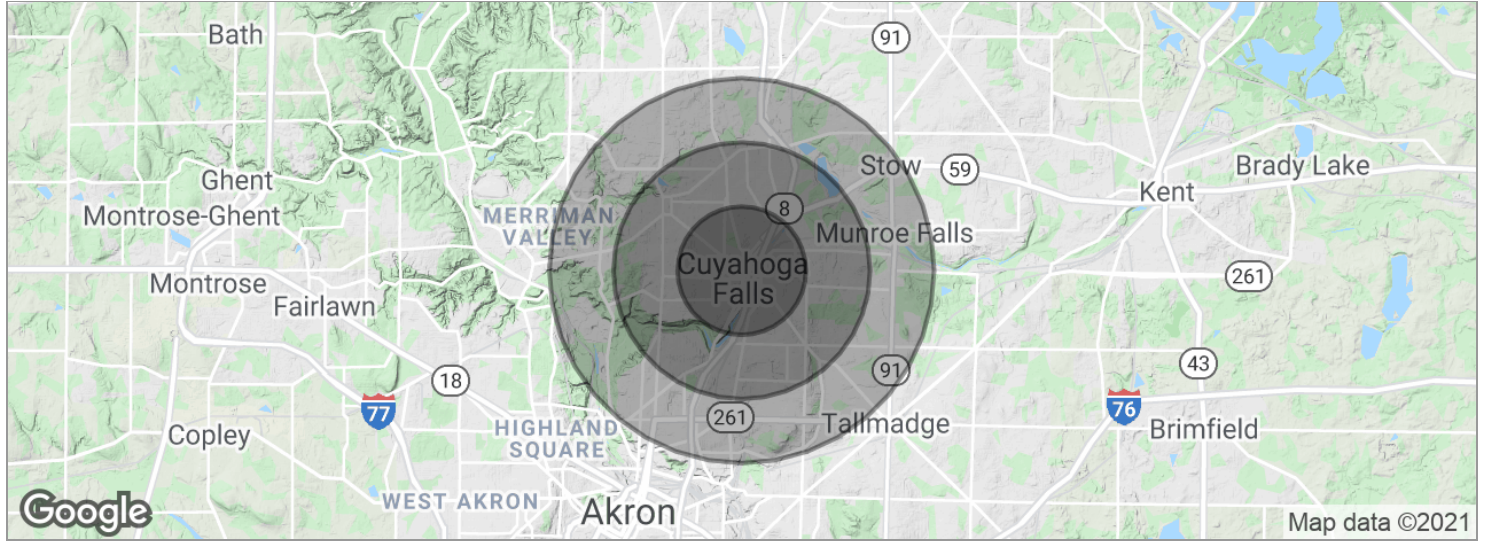 Bath
91
Stow
59
Brady Lake
Ghent
Kent
Montrose-Ghent
MERRIMAN
VALLEY
8
Munroe Falls
Cuyahoga
Falls
261
Montrose
Fairlawn
18
91
43
77
76
261
Tallmadge
Copley
HIGHLAND
SQUARE
Brimfield
WEST AKRON
Akron
Google
Map data ©2021